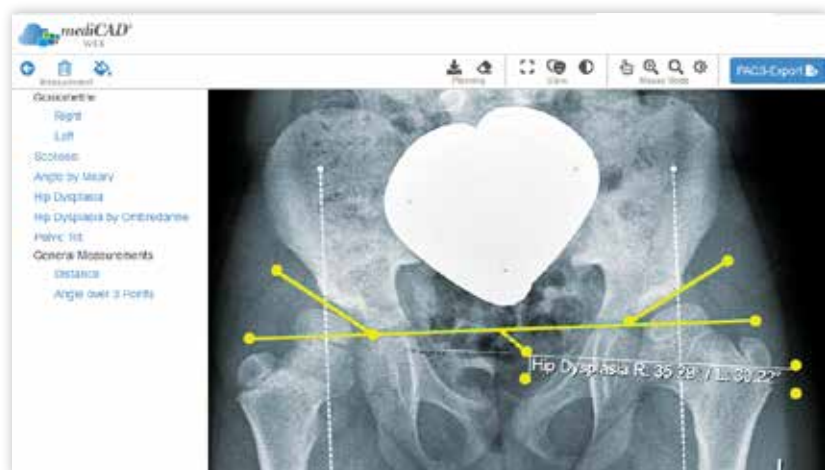 mediCAD®
WEB
Measurement
Planning
View
Mouse Mode
PACS-Export
Goniometrie
Right
Left
Scoliosis
Angle by Meary
Hip Dysplasia
Hip Dysplasia by Ombredanne
Pelvic Tilt
General Measurements
Distance
Angle over 3 Points
Hip Dysplasia R: 35.29° / L: 30.22°